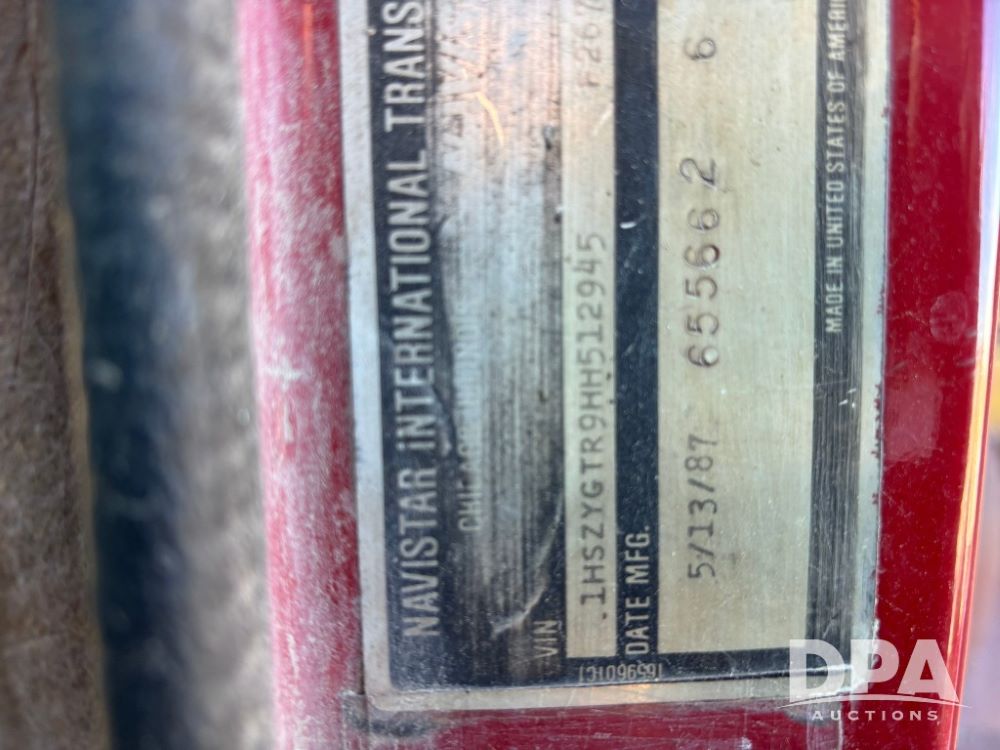 NAVISTAR INTERNATIONAL TRANS
VIN
1HSZYGTR9HH512945
DATE MFG.
5/13/87 655662 6
MADE IN UNITED STATES OF AMERI
1659601C1
DPA
AUCTIONS